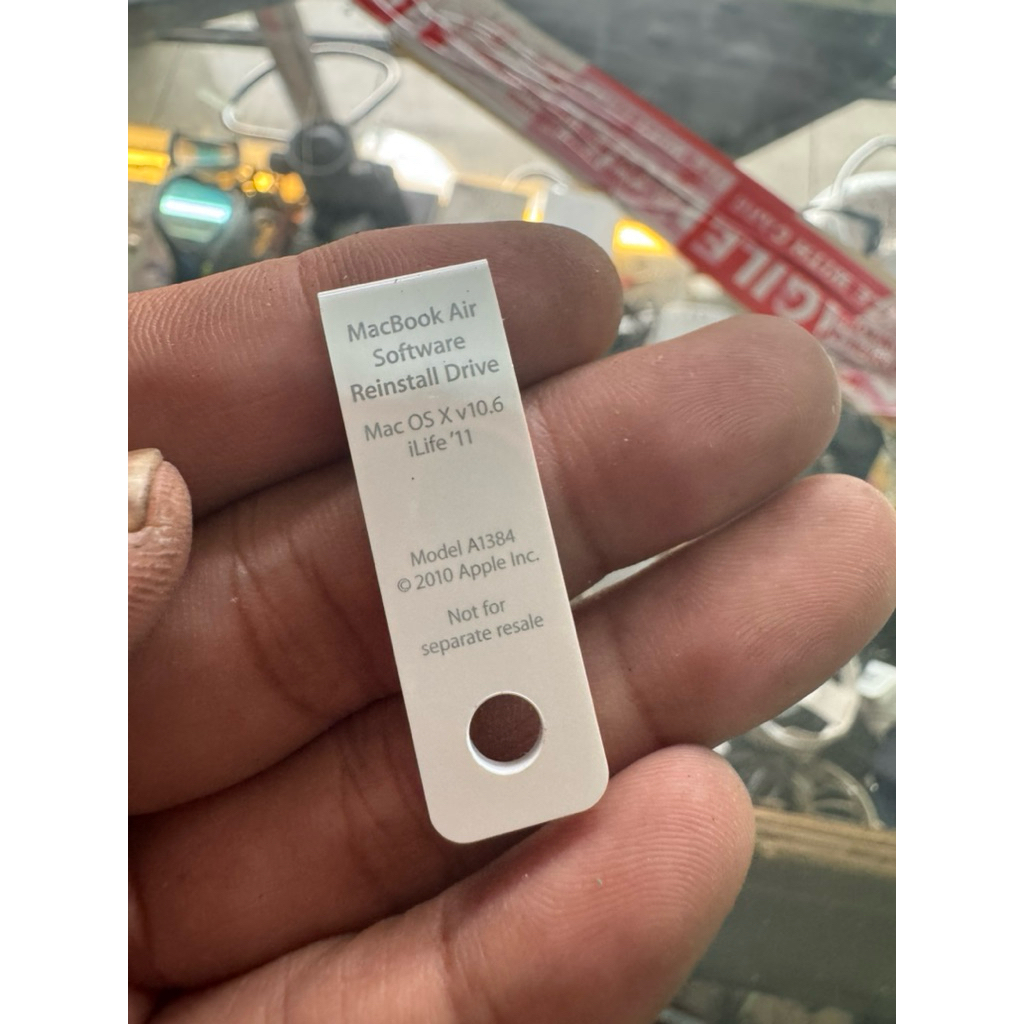 MacBook Air
Software
Reinstall Drive
Mac OS X v10.6
iLife '11
Model A1384
© 2010 Apple Inc.
Not for
separate resale